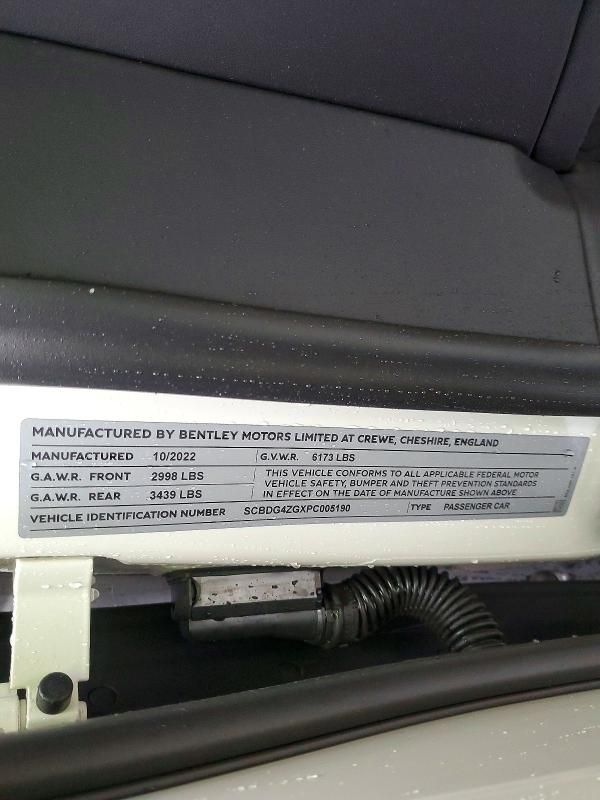 MANUFACTURED BY BENTLEY MOTORS LIMITED AT CREWE, CHESHIRE, ENGLAND
MANUFACTURED 10/2022 G.V.W.R. 6173 LBS
G.A.W.R. FRONT 2998 LBS
G.A.W.R. REAR 3439 LBS
THIS VEHICLE CONFORMS TO ALL APPLICABLE FEDERAL MOTOR
VEHICLE SAFETY, BUMPER AND THEFT PREVENTION STANDARDS
IN EFFECT ON THE DATE OF MANUFACTURE SHOWN ABOVE
VEHICLE IDENTIFICATION NUMBER SCBDG4ZGXPC005190 TYPE PASSENGER CAR